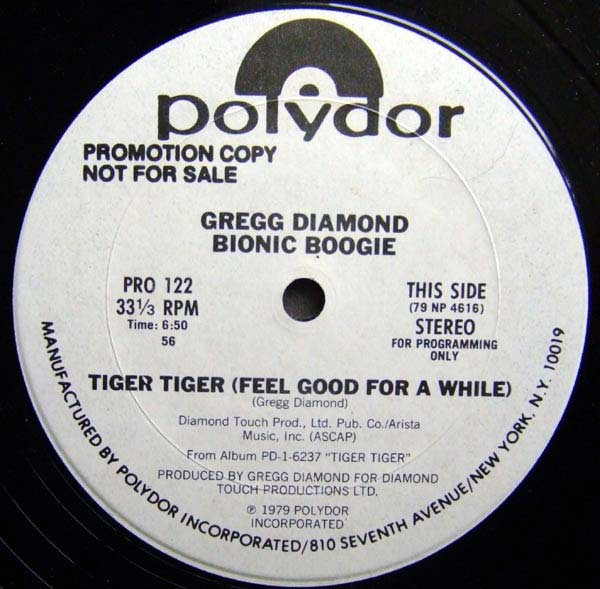 polydor
PROMOTION COPY
NOT FOR SALE
GREGG DIAMOND
BIONIC BOOGIE
PRO 122
33⅓ RPM
Time: 6:50
56
THIS SIDE
(79 NP 4616)
STEREO
FOR PROGRAMMING
ONLY
TIGER TIGER (FEEL GOOD FOR A WHILE)
(Gregg Diamond)
Diamond Touch Prod., Ltd. Pub. Co./Arista
Music, Inc. (ASCAP)
From Album PD-1-6237 "TIGER TIGER"
PRODUCED BY GREGG DIAMOND FOR DIAMOND
TOUCH PRODUCTIONS LTD.
℗ 1979 POLYDOR
INCORPORATED
MANUFACTURED BY POLYDOR INCORPORATED/810 SEVENTH AVENUE/NEW YORK, N.Y. 10019